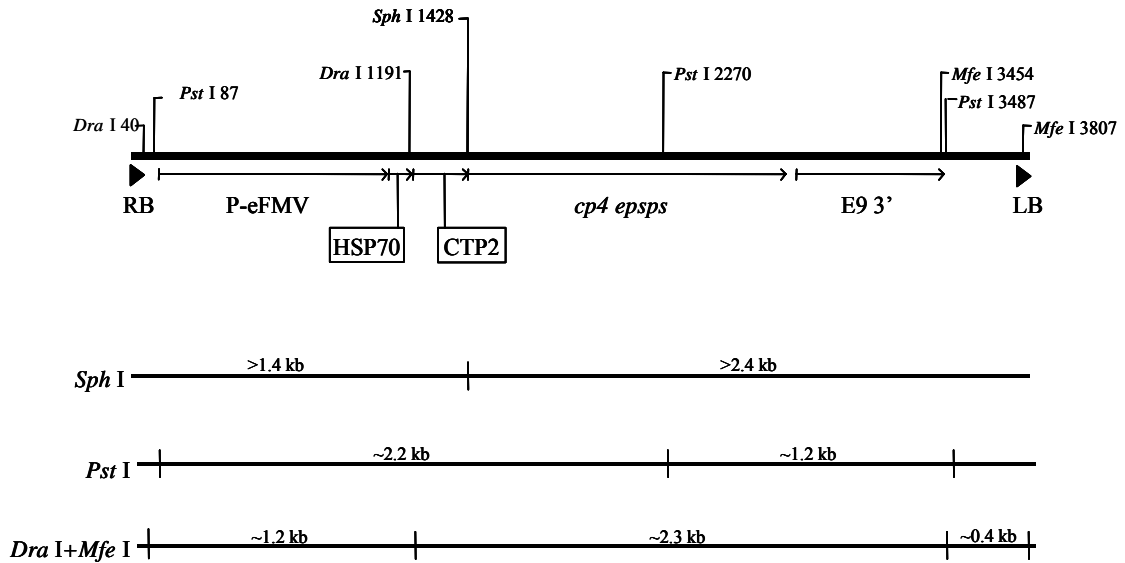 Sph I 1428
Dra I 1191
Pst I 2270
Mfe I 3454
Pst I 87
Pst I 3487
Dra I 40
Mfe I 3807
RB P-eFMV cp4 epsps E9 3’ LB
HSP70 CTP2
>1.4 kb >2.4 kb
Sph I
~2.2 kb ~1.2 kb
Pst I
~1.2 kb ~2.3 kb ~0.4 kb
Dra I+Mfe I